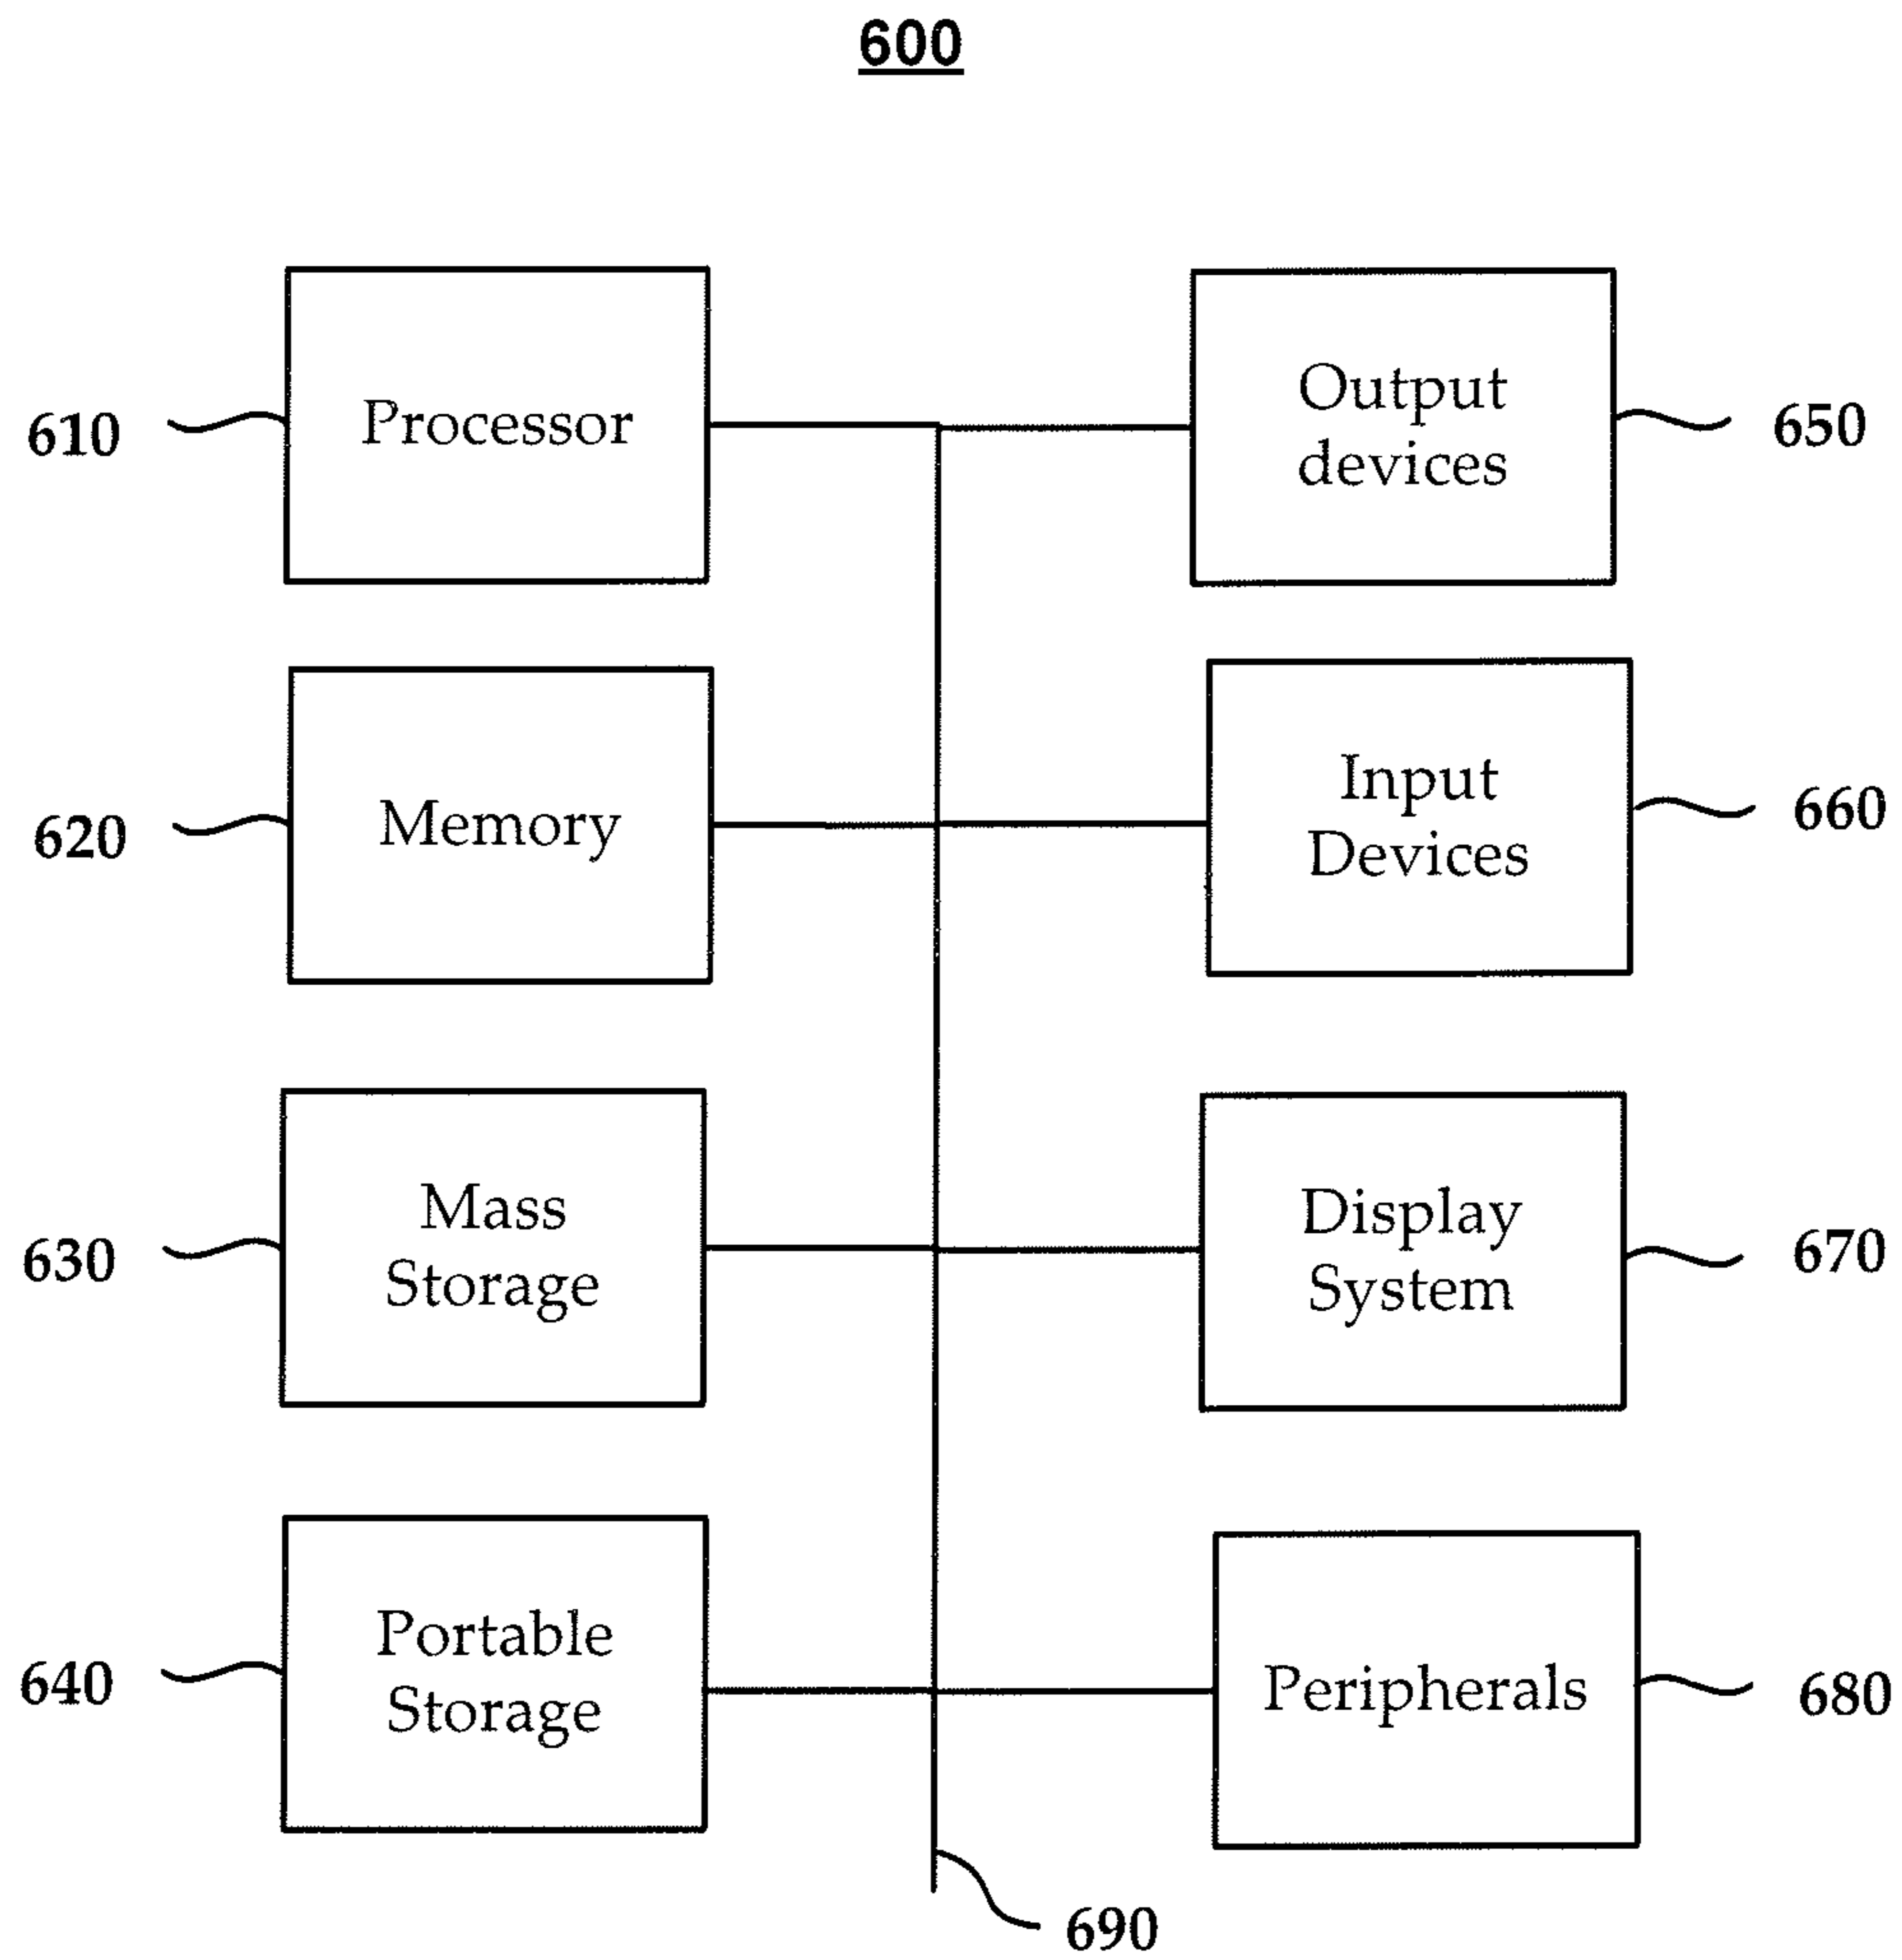 600
610
Processor
Output
devices
650
620
Memory
Input
Devices
660
630
Mass
Storage
Display
System
670
640
Portable
Storage
Peripherals
680
690